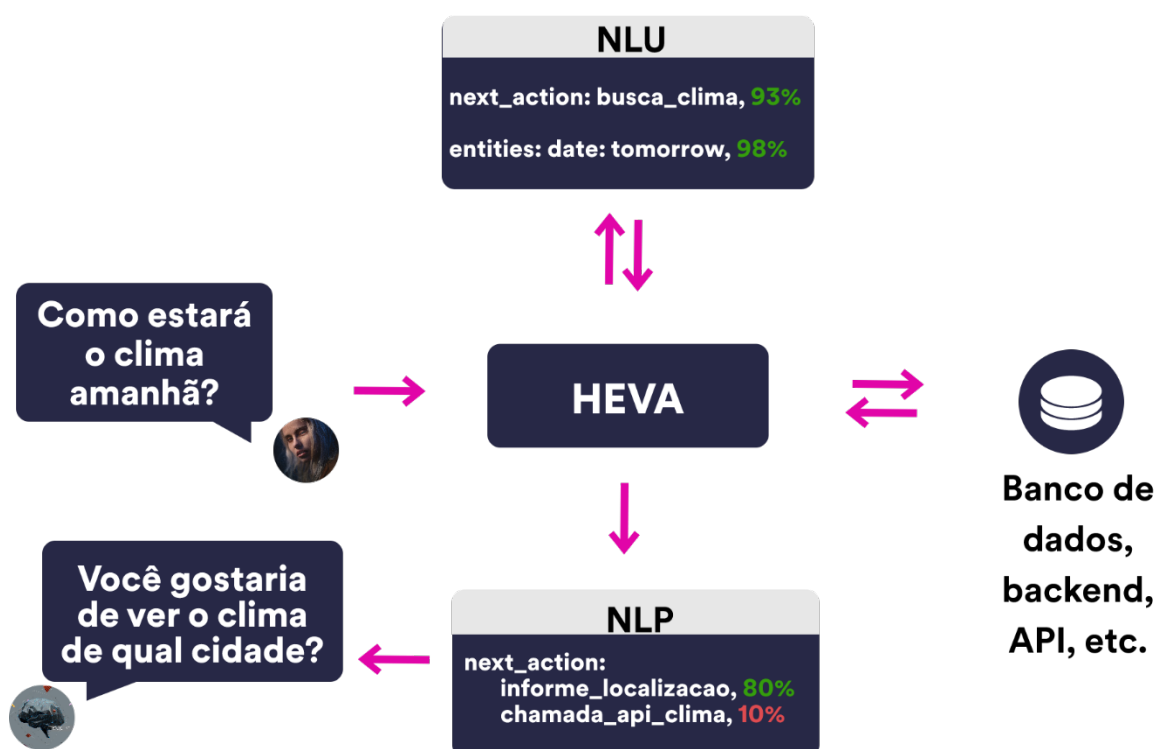 NLU
next_action: busca_clima, 93%
entities: date: tomorrow, 98%
Como estará
o clima
amanhã?
HEVA
Banco de
dados,
backend,
API, etc.
Você gostaria
de ver o clima
de qual cidade?
NLP
next_action:
informe_localizacao, 80%
chamada_api_clima, 10%